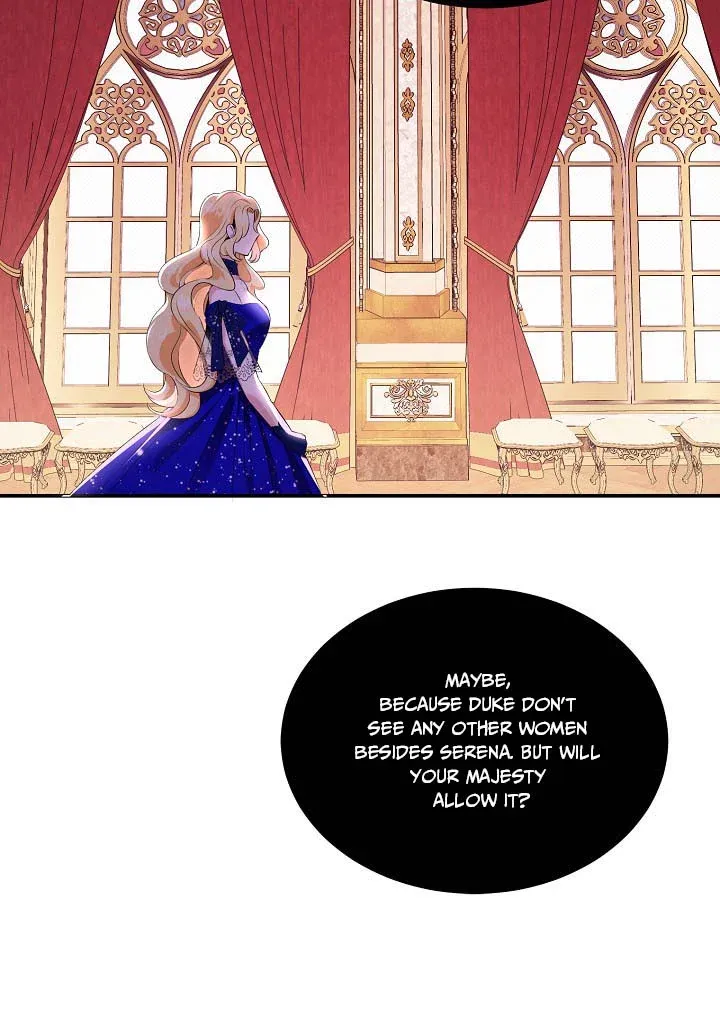 MAYBE,
BECAUSE DUKE DON'T
SEE ANY OTHER WOMEN
BESIDES SERENA. BUT WILL
YOUR MAJESTY
ALLOW IT?